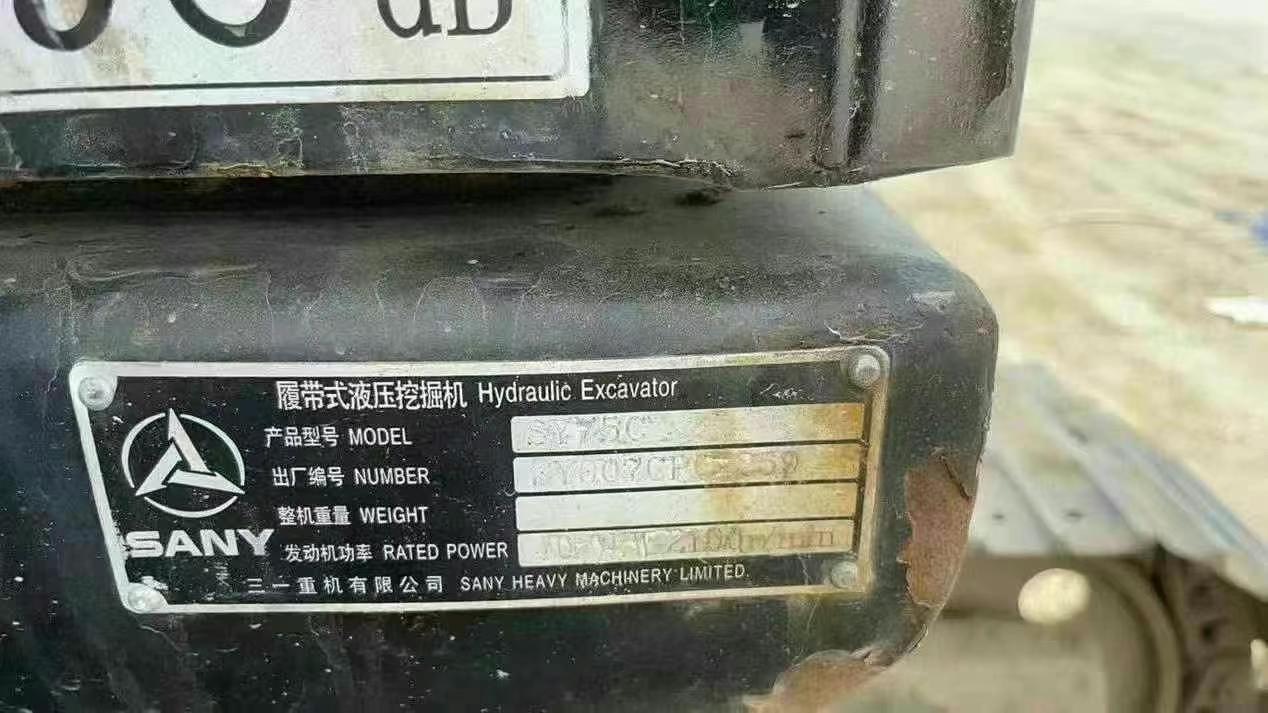 dB
履带式液压挖掘机 Hydraulic Excavator
产品型号 MODEL SY75C
出厂编号 NUMBER
整机重量 WEIGHT
发动机功率 RATED POWER
SANY
三一重机有限公司 SANY HEAVY MACHINERY LIMITED.